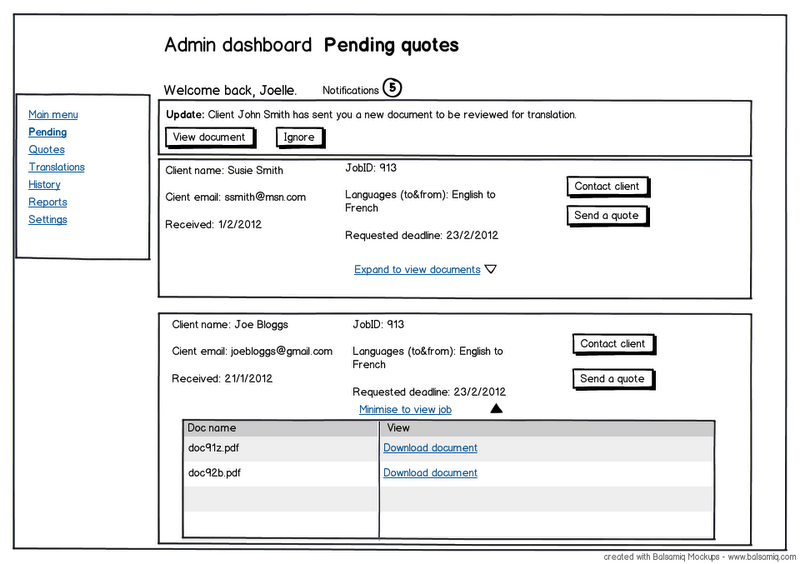 Admin dashboard Pending quotes
Welcome back, Joelle.
Notifications 5
Main menu
Pending
Quotes
Translations
History
Reports
Settings
Update: Client John Smith has sent you a new document to be reviewed for translation.
View document
Ignore
Client name: Susie Smith
Cient email: ssmith@msn.com
Received: 1/2/2012
JobID: 913
Languages (to&from): English to
French
Requested deadline: 23/2/2012
Contact client
Send a quote
Expand to view documents
Client name: Joe Bloggs
Cient email: joebloggs@gmail.com
Received: 21/1/2012
JobID: 913
Languages (to&from): English to
French
Requested deadline: 23/2/2012
Contact client
Send a quote
Minimise to view job
Doc name View
doc91z.pdf Download document
doc92b.pdf Download document
created with Balsamiq Mockups - www.balsamiq.com